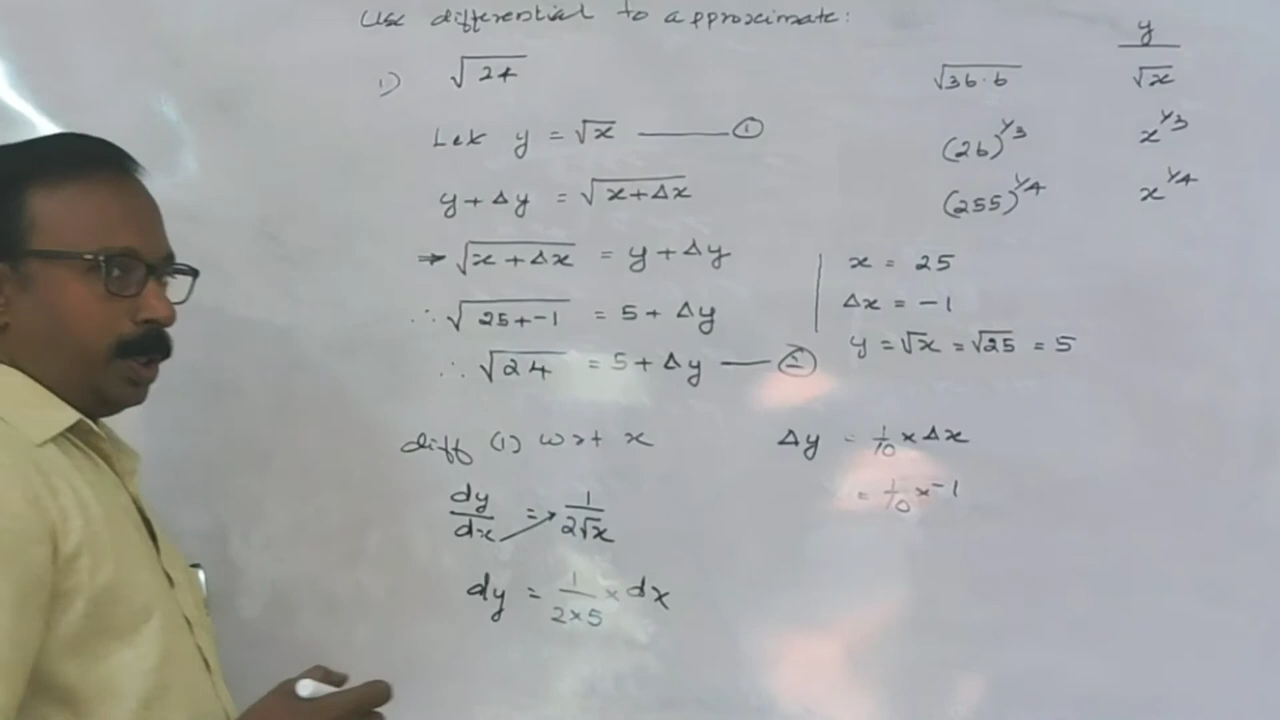 Use differential to approximate:
1) √24
Let y = √x ——— ①
y + Δy = √x+Δx
⇒ √x+Δx = y + Δy
∴ √25+-1 = 5 + Δy
∴ √24 = 5 + Δy —— ②
diff (1) wrt x
dy/dx = 1/2√x
dy = 1/2×5 × dx
y
√36.6 √x
(26)^1/3 x^1/3
(255)^1/4 x^1/4
x = 25
Δx = -1
y = √x = √25 = 5
Δy = 1/10 × Δx
= 1/10 × -1